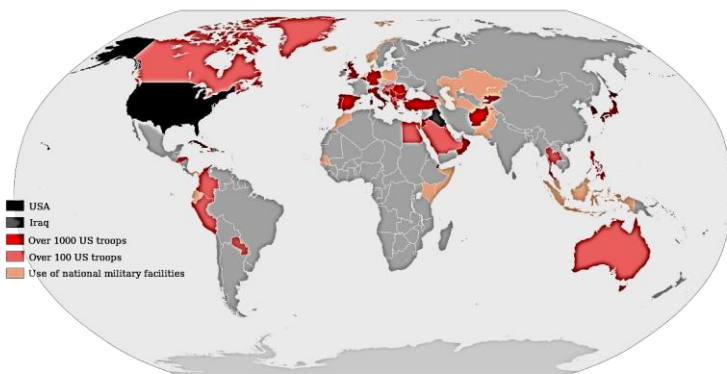 USA
Iraq
Over 1000 US troops
Over 100 US troops
Use of national military facilities